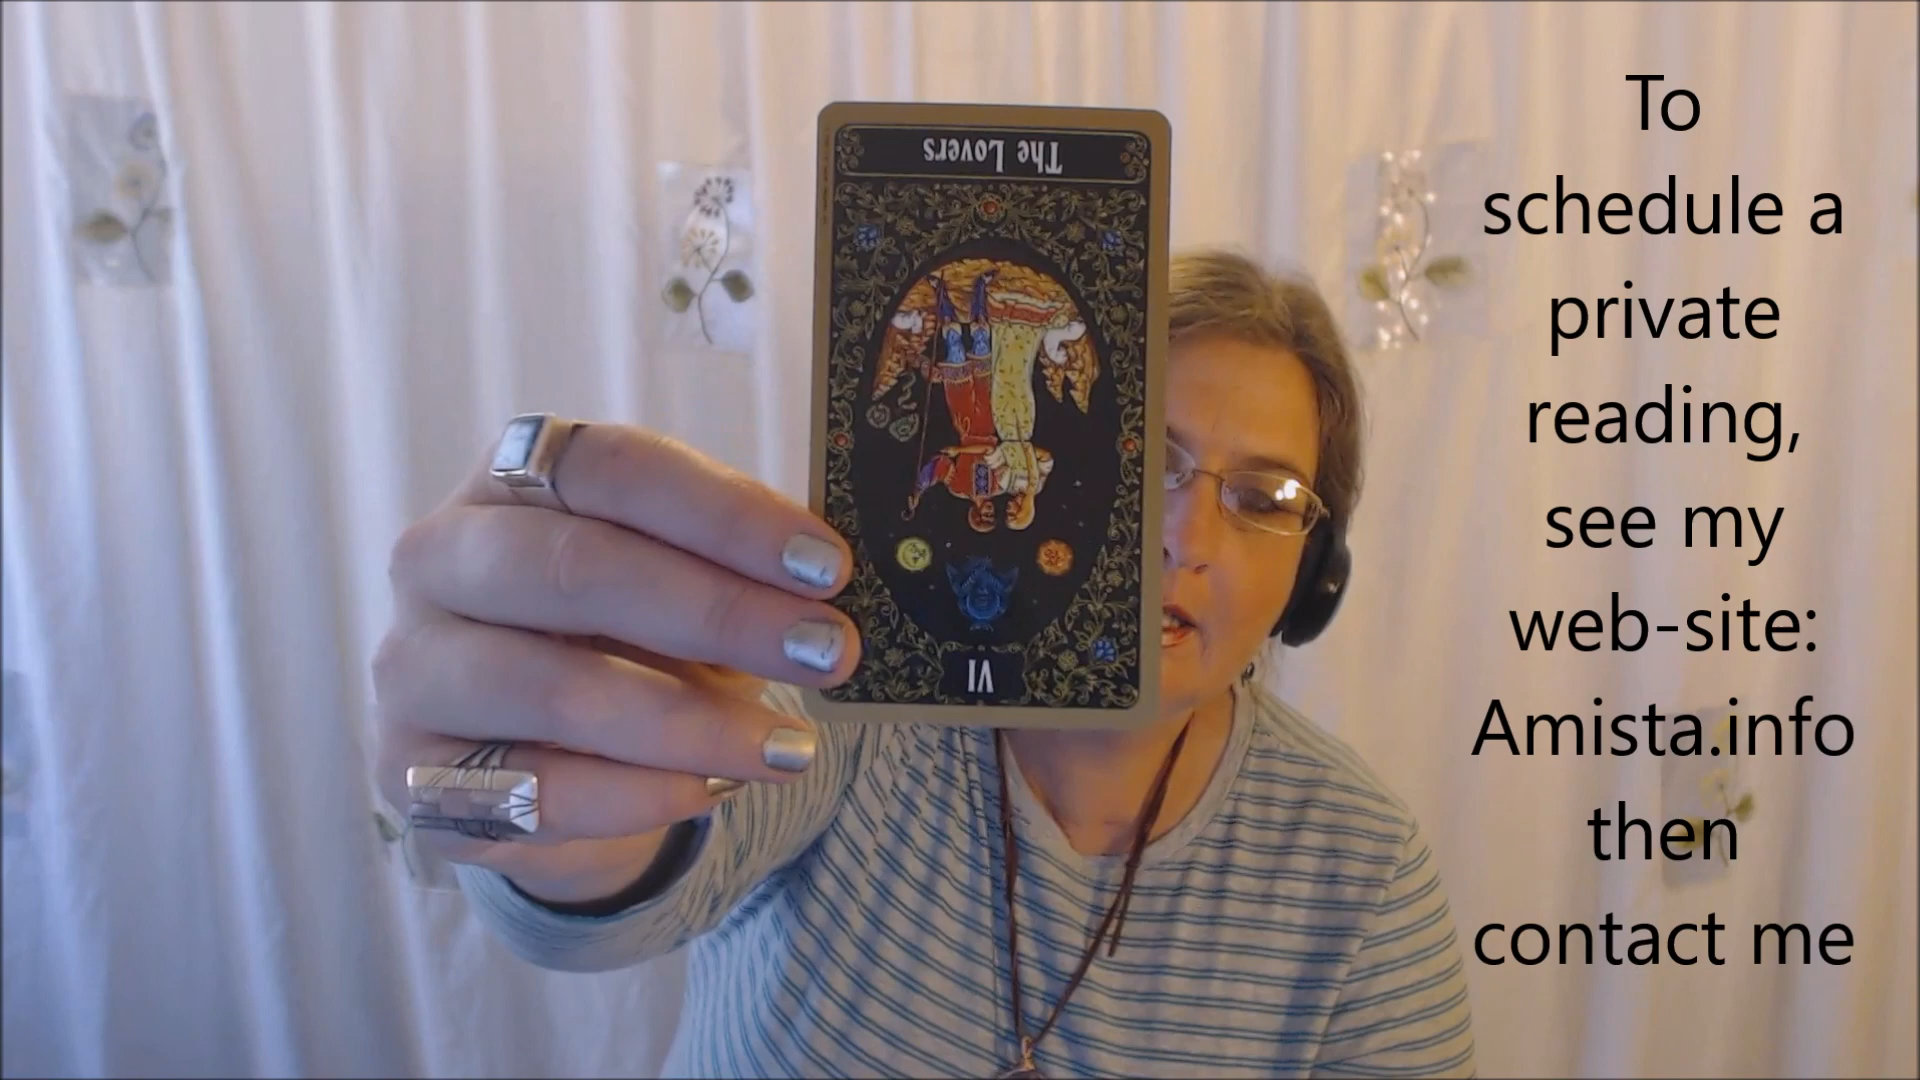 The Lovers
VI
To
schedule a
private
reading,
see my
web-site:
Amista.info
then
contact me